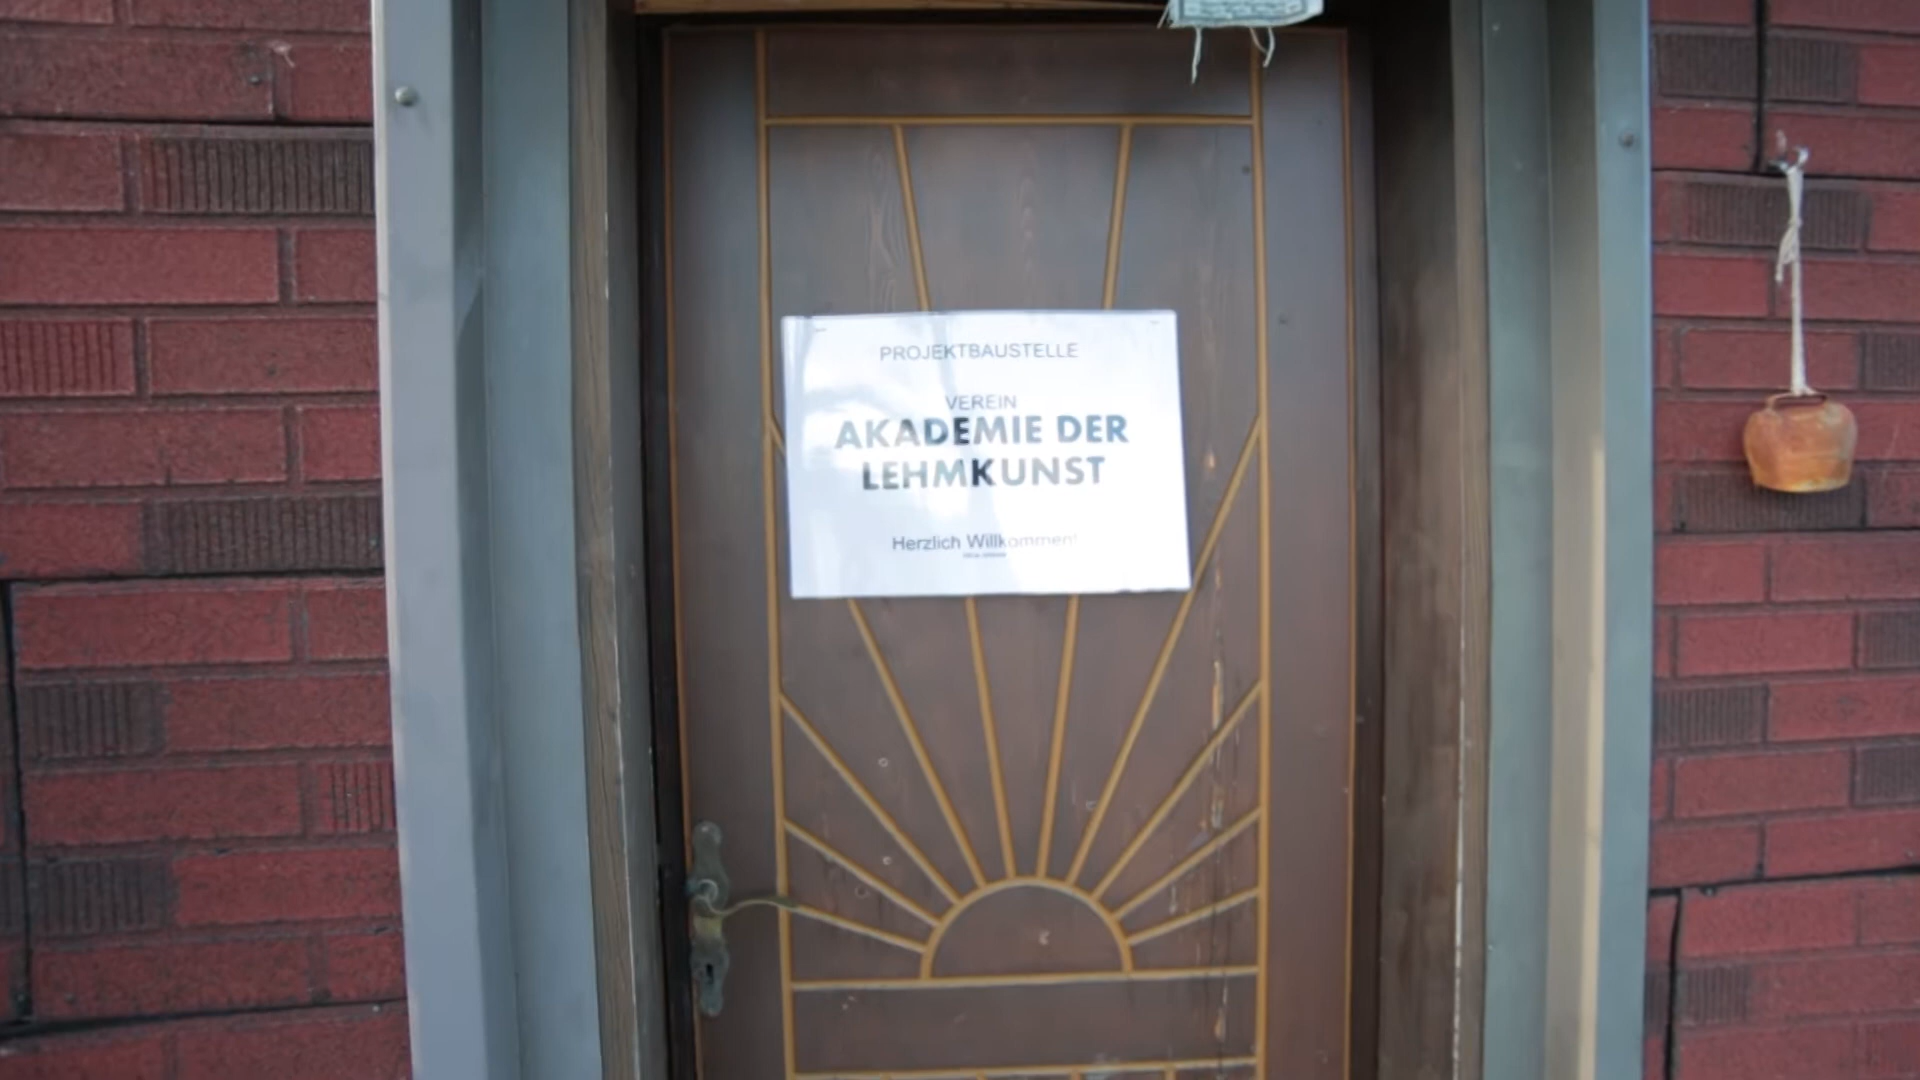 PROJEKTBAUSTELLE
VEREIN
AKADEMIE DER
LEHMKUNST
Herzlich Willkommen!